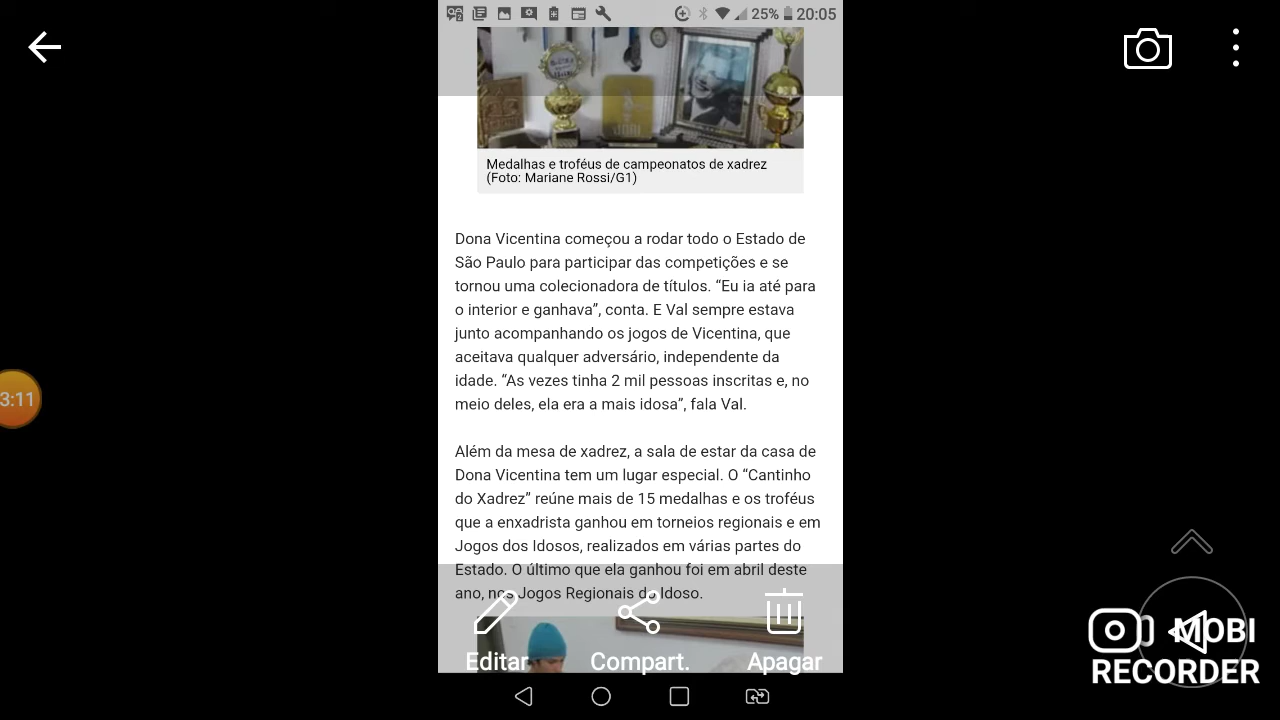 25% 20:05
Medalhas e troféus de campeonatos de xadrez
(Foto: Mariane Rossi/G1)
Dona Vicentina começou a rodar todo o Estado de
São Paulo para participar das competições e se
tornou uma colecionadora de títulos. “Eu ia até para
o interior e ganhava”, conta. E Val sempre estava
junto acompanhando os jogos de Vicentina, que
aceitava qualquer adversário, independente da
idade. “As vezes tinha 2 mil pessoas inscritas e, no
meio deles, ela era a mais idosa”, fala Val.
3:11
Além da mesa de xadrez, a sala de estar da casa de
Dona Vicentina tem um lugar especial. O “Cantinho
do Xadrez” reúne mais de 15 medalhas e os troféus
que a enxadrista ganhou em torneios regionais e em
Jogos dos Idosos, realizados em várias partes do
Estado. O último que ela ganhou foi em abril deste
ano, nos Jogos Regionais do Idoso.
Editar Compart. Apagar
MOBI
RECORDER